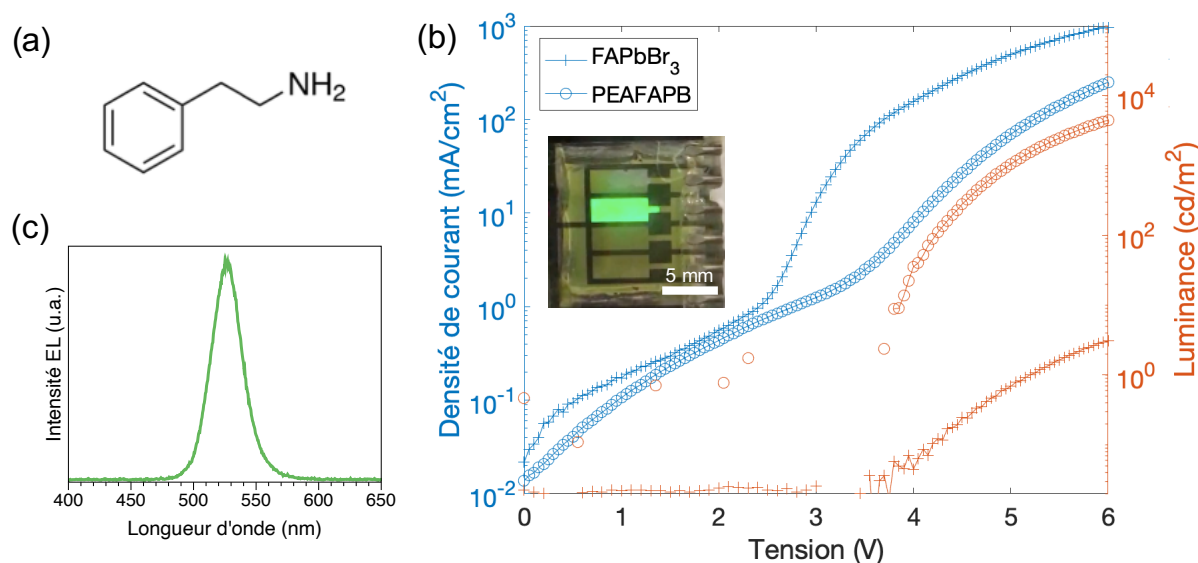 (a)
NH₂
(b)
10³
10²
10¹
10⁰
10⁻¹
10⁻²
Densité de courant (mA/cm²)
FAPbBr₃
PEAFAPB
5 mm
10⁴
10²
10⁰
Luminance (cd/m²)
0 1 2 3 4 5 6
Tension (V)
(c)
Intensité EL (u.a.)
400 450 500 550 600 650
Longueur d'onde (nm)